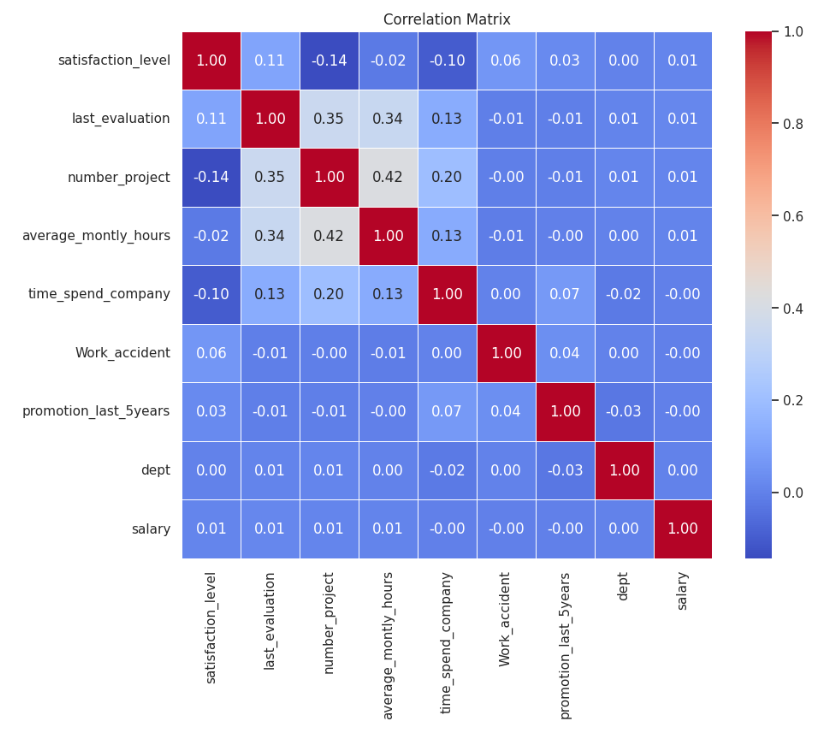 Correlation Matrix
satisfaction_level 1.00 0.11 -0.14 -0.02 -0.10 0.06 0.03 0.00 0.01
last_evaluation 0.11 1.00 0.35 0.34 0.13 -0.01 -0.01 0.01 0.01
number_project -0.14 0.35 1.00 0.42 0.20 -0.00 -0.01 0.01 0.01
average_montly_hours -0.02 0.34 0.42 1.00 0.13 -0.01 -0.00 0.00 0.01
time_spend_company -0.10 0.13 0.20 0.13 1.00 0.00 0.07 -0.02 -0.00
Work_accident 0.06 -0.01 -0.00 -0.01 0.00 1.00 0.04 0.00 -0.00
promotion_last_5years 0.03 -0.01 -0.01 -0.00 0.07 0.04 1.00 -0.03 -0.00
dept 0.00 0.01 0.01 0.00 -0.02 0.00 -0.03 1.00 0.00
salary 0.01 0.01 0.01 0.01 -0.00 -0.00 -0.00 0.00 1.00
satisfaction_level
last_evaluation
number_project
average_montly_hours
time_spend_company
Work_accident
promotion_last_5years
dept
salary
1.0
0.8
0.6
0.4
0.2
0.0